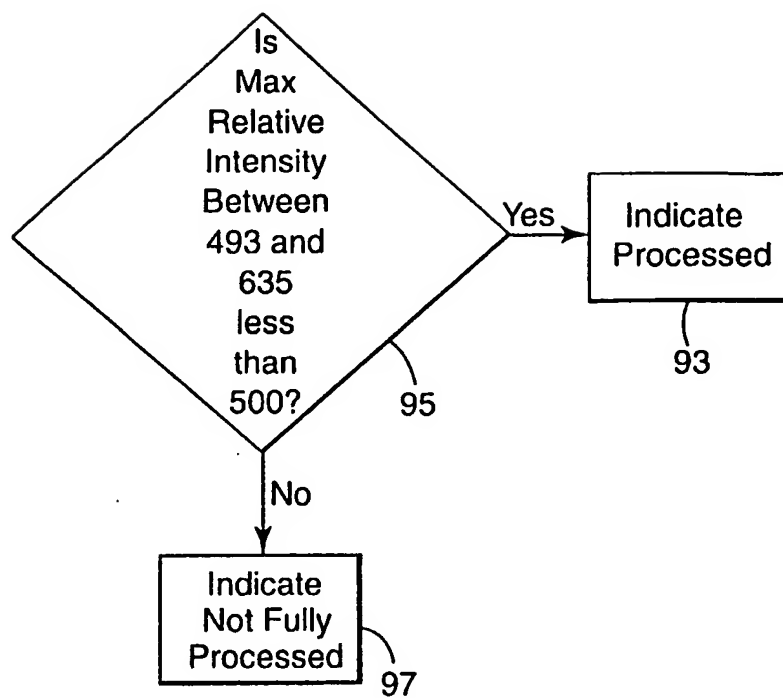 Is
Max
Relative
Intensity
Between
493 and
635
less
than
500?
Yes
Indicate
Processed
93
95
No
Indicate
Not Fully
Processed
97